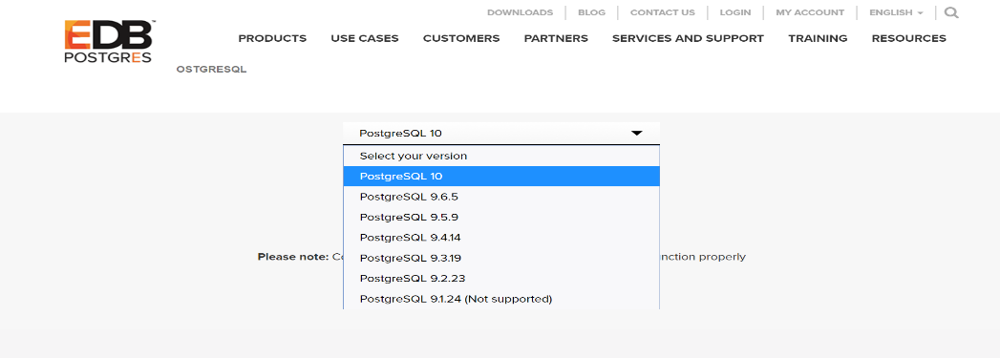 DOWNLOADS BLOG CONTACT US LOGIN MY ACCOUNT ENGLISH
EDB
POSTGRES
™
PRODUCTS USE CASES CUSTOMERS PARTNERS SERVICES AND SUPPORT TRAINING RESOURCES
OSTGRESQL
PostgreSQL 10
Select your version
PostgreSQL 10
PostgreSQL 9.6.5
PostgreSQL 9.5.9
PostgreSQL 9.4.14
Please note: C nction properly
PostgreSQL 9.3.19
PostgreSQL 9.2.23
PostgreSQL 9.1.24 (Not supported)